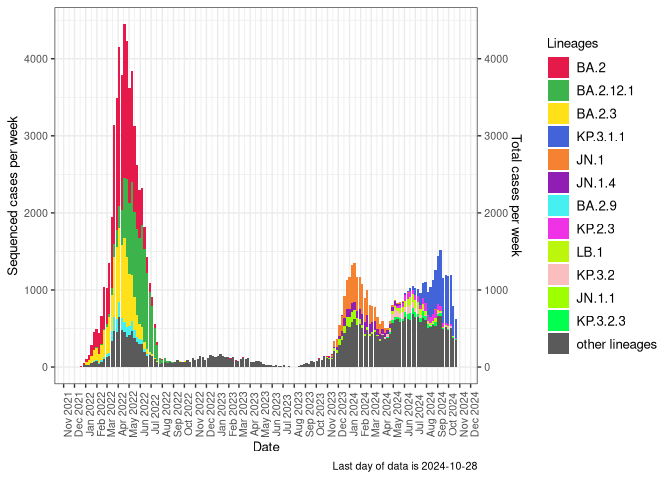 Lineages
BA.2
BA.2.12.1
BA.2.3
KP.3.1.1
JN.1
JN.1.4
BA.2.9
KP.2.3
LB.1
KP.3.2
JN.1.1
KP.3.2.3
other lineages
Sequenced cases per week
4000
3000
2000
1000
0
Total cases per week
4000
3000
2000
1000
0
Nov 2021
Dec 2021
Jan 2022
Feb 2022
Mar 2022
Apr 2022
May 2022
Jun 2022
Jul 2022
Aug 2022
Sep 2022
Oct 2022
Nov 2022
Dec 2022
Jan 2023
Feb 2023
Mar 2023
Apr 2023
May 2023
Jun 2023
Jul 2023
Aug 2023
Sep 2023
Oct 2023
Nov 2023
Dec 2023
Jan 2024
Feb 2024
Mar 2024
Apr 2024
May 2024
Jun 2024
Jul 2024
Aug 2024
Sep 2024
Oct 2024
Nov 2024
Dec 2024
Date
Last day of data is 2024-10-28